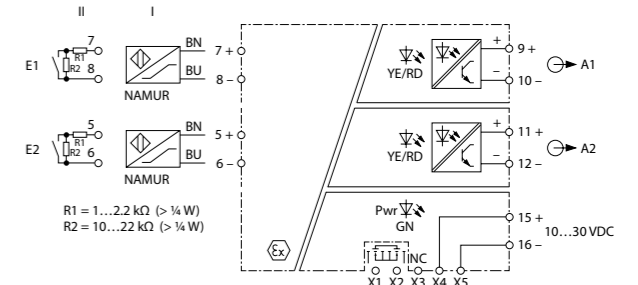 II I
E1 7 R1 R2 8 NAMUR BN 7 + BU 8 –
YE/RD + 9 + – 10 – A1
E2 5 R1 R2 6 NAMUR BN 5 + BU 6 –
YE/RD + 11 + – 12 – A2
R1 = 1…2.2 kΩ (> ¼ W)
R2 = 10…22 kΩ (> ¼ W)
Pwr
GN
15 +
10…30 VDC
16 –
Ex
NC
X1 X2 X3 X4 X5